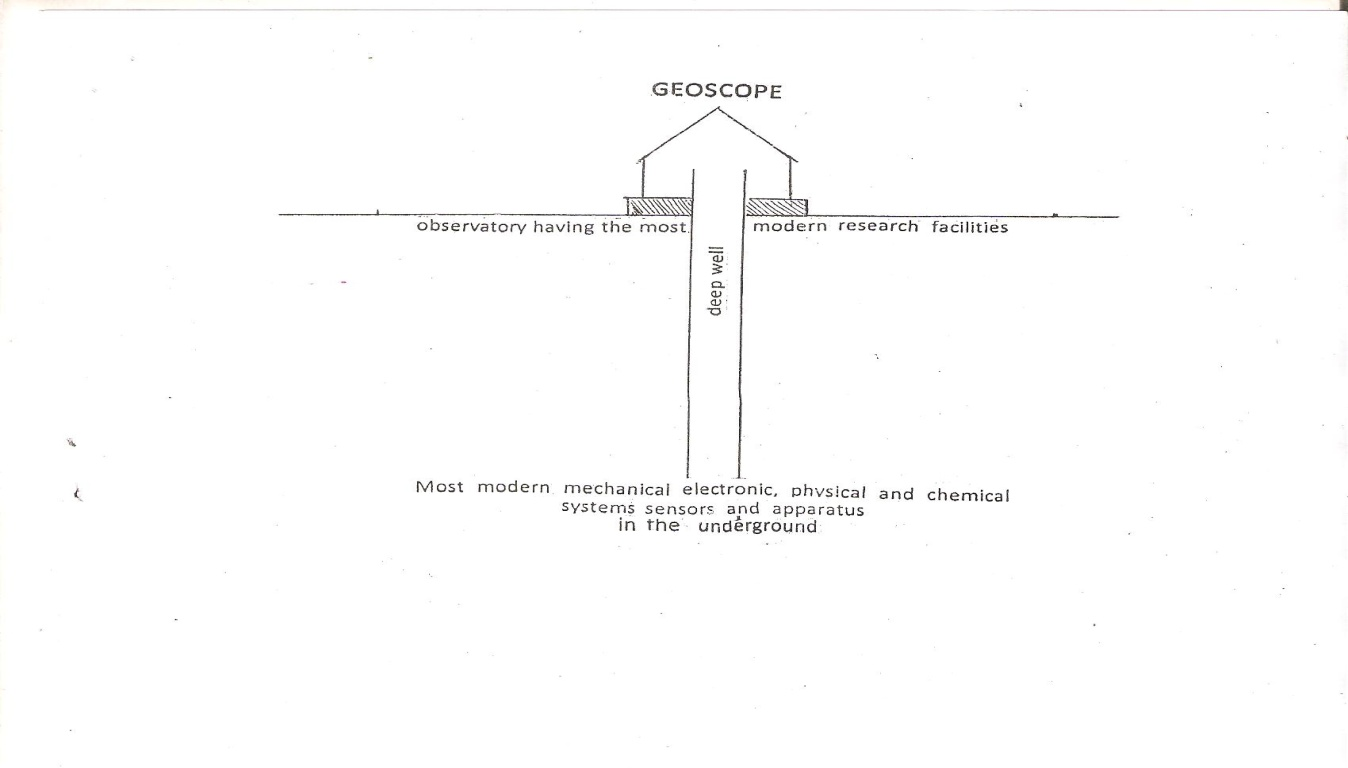 GEOSCOPE
observatory having the most modern research facilities
deep well
Most modern mechanical electronic, physical and chemical
systems sensors and apparatus
in the underground